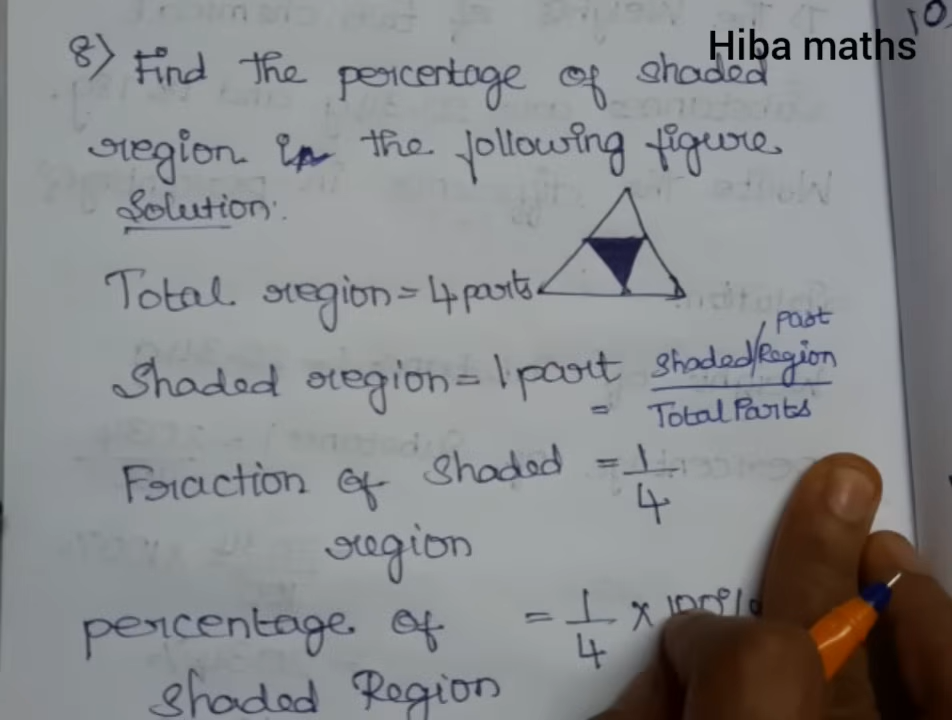 Hiba maths
10
8) Find the percentage of shaded
region in the following figure
Solution:
Total region = 4 parts
Shaded region = 1 part
= Shaded/Region part
Total Parts
Fraction of shaded region = 1/4
percentage of Shaded Region = 1/4 × 100%